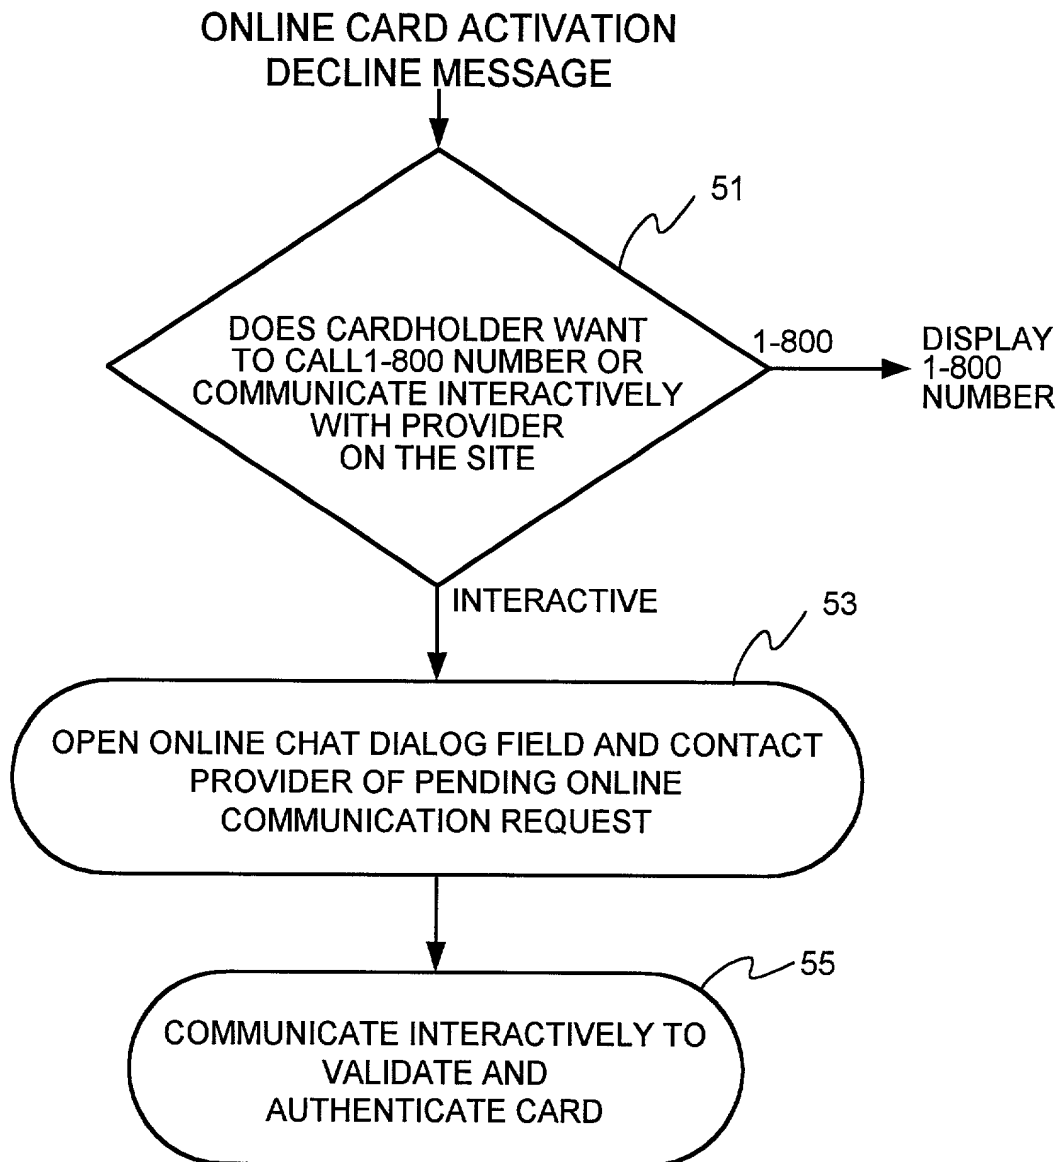 ONLINE CARD ACTIVATION
DECLINE MESSAGE
51
DOES CARDHOLDER WANT
TO CALL1-800 NUMBER OR
COMMUNICATE INTERACTIVELY
WITH PROVIDER
ON THE SITE
1-800
DISPLAY
1-800
NUMBER
INTERACTIVE
53
OPEN ONLINE CHAT DIALOG FIELD AND CONTACT
PROVIDER OF PENDING ONLINE
COMMUNICATION REQUEST
55
COMMUNICATE INTERACTIVELY TO
VALIDATE AND
AUTHENTICATE CARD